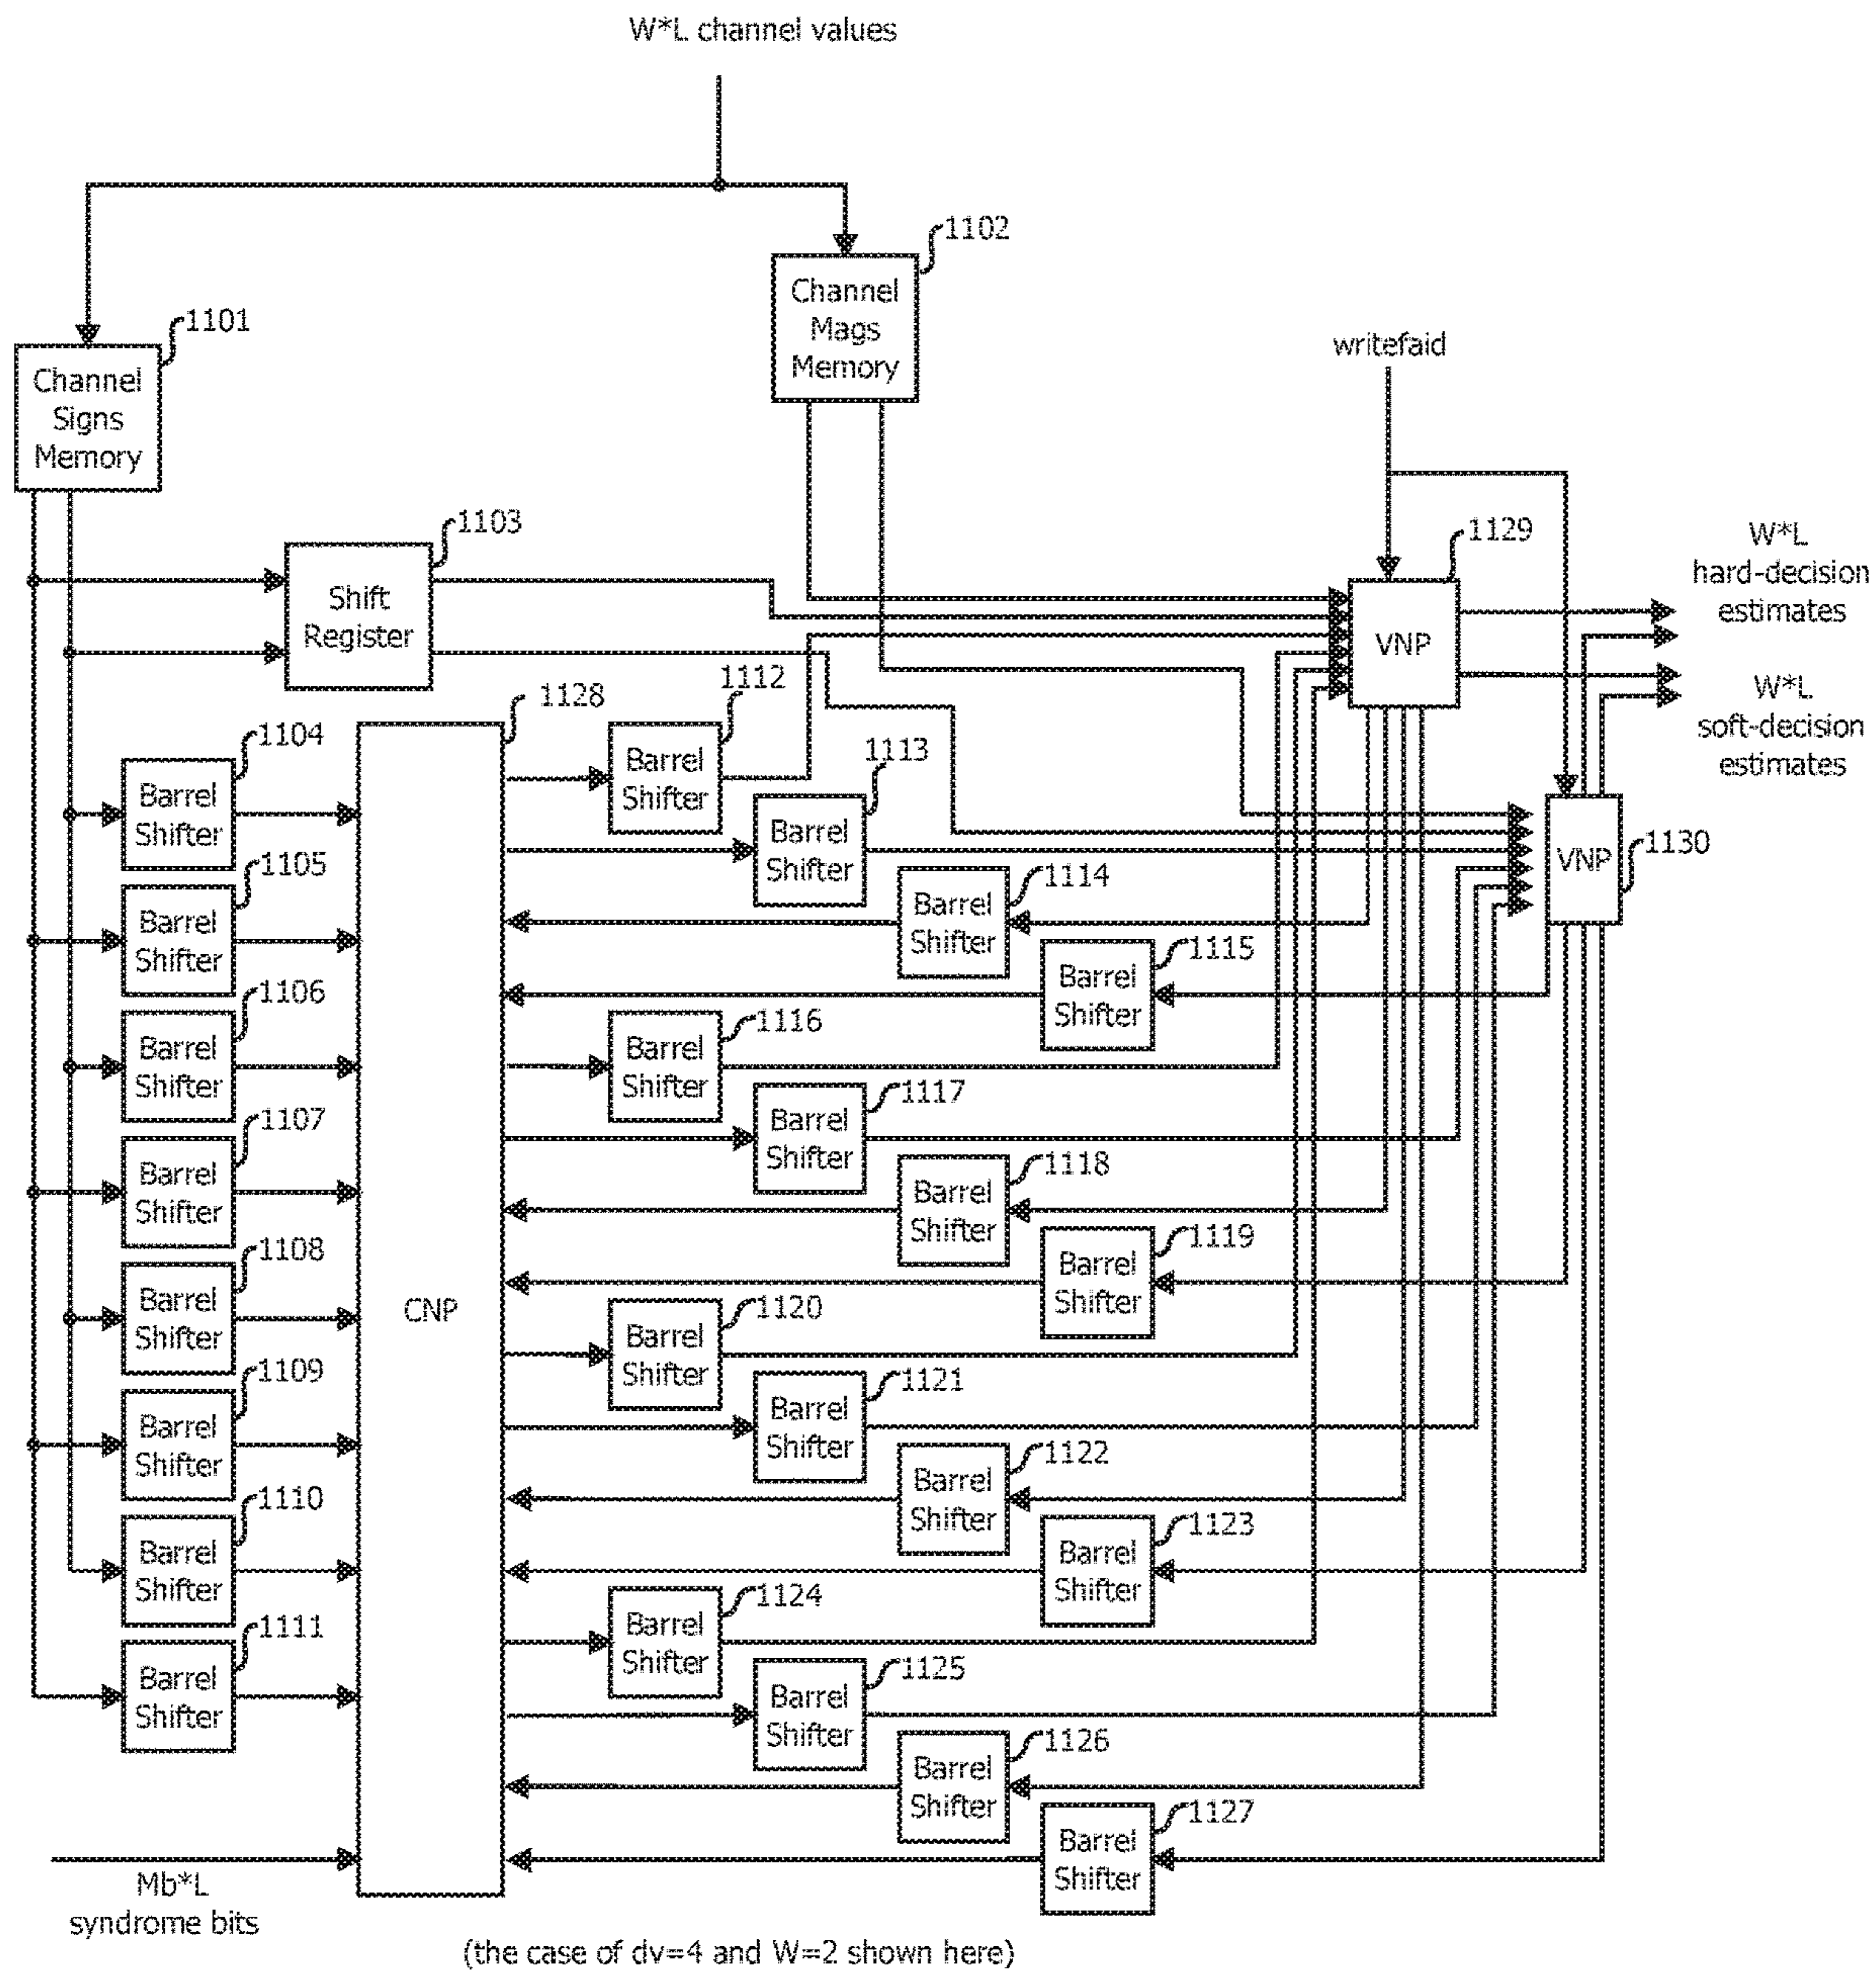 W*L channel values
1102
Channel
Mags
Memory
1101
Channel
Signs
Memory
writefaid
1103
Shift
Register
1129
VNP
W*L
hard-decision
estimates
W*L
soft-decision
estimates
1128
CNP
1112
Barrel
Shifter
1113
Barrel
Shifter
1104
Barrel
Shifter
1130
VNP
1105
Barrel
Shifter
1114
Barrel
Shifter
1115
Barrel
Shifter
1106
Barrel
Shifter
1116
Barrel
Shifter
1117
Barrel
Shifter
1107
Barrel
Shifter
1118
Barrel
Shifter
1119
Barrel
Shifter
1108
Barrel
Shifter
1120
Barrel
Shifter
1121
Barrel
Shifter
1109
Barrel
Shifter
1122
Barrel
Shifter
1123
Barrel
Shifter
1110
Barrel
Shifter
1124
Barrel
Shifter
1125
Barrel
Shifter
1111
Barrel
Shifter
1126
Barrel
Shifter
1127
Barrel
Shifter
Mb*L
syndrome bits
(the case of dv=4 and W=2 shown here)